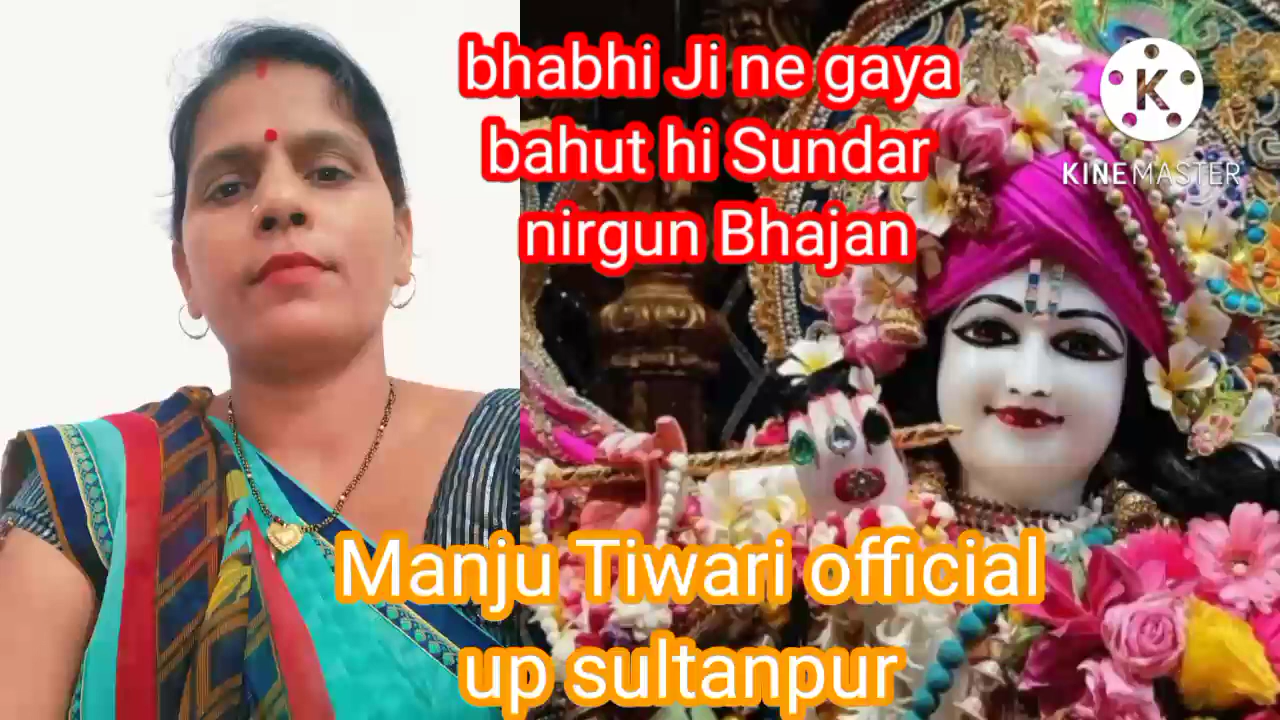 bhabhi Ji ne gaya
bahut hi Sundar
nirgun Bhajan
K
KINEMASTER
Manju Tiwari official
up sultanpur